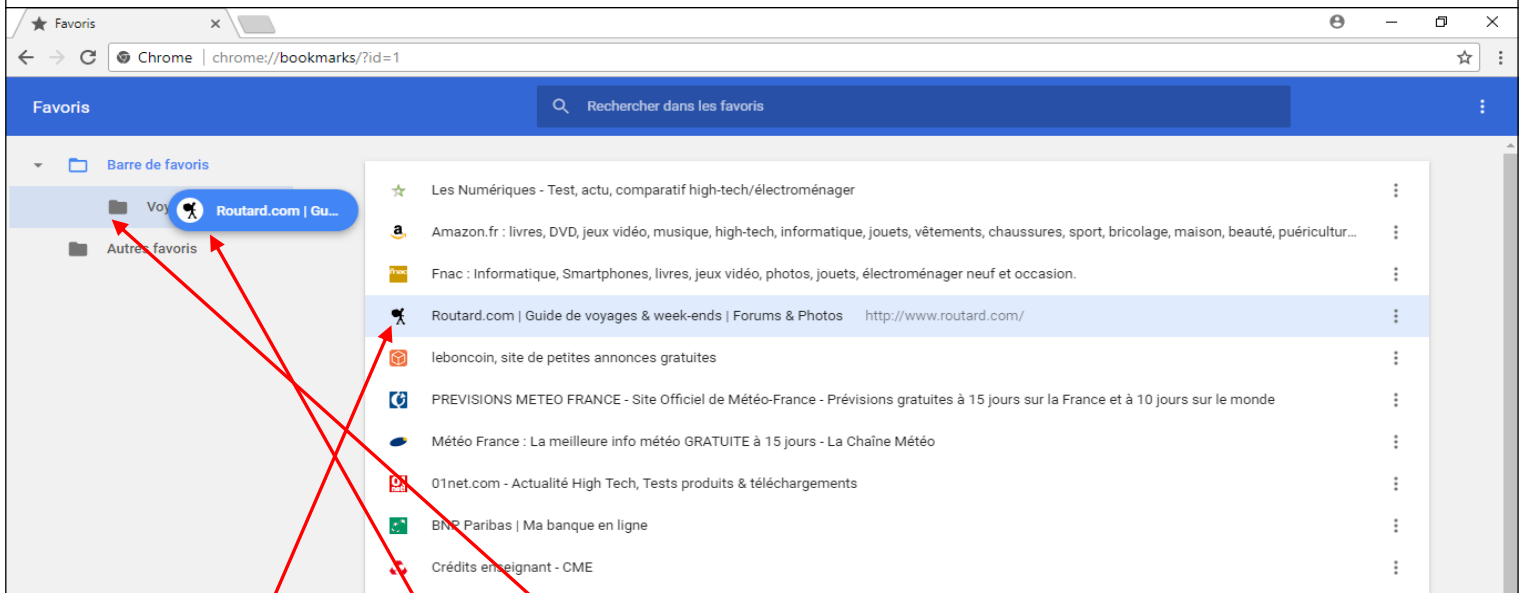 Favoris
Chrome | chrome://bookmarks/?id=1
Favoris
Rechercher dans les favoris
Barre de favoris
Routard.com | Gu...
Autres favoris
Les Numériques - Test, actu, comparatif high-tech/électroménager
Amazon.fr : livres, DVD, jeux vidéo, musique, high-tech, informatique, jouets, vêtements, chaussures, sport, bricolage, maison, beauté, puéricultur...
Fnac : Informatique, Smartphones, livres, jeux vidéo, photos, jouets, électroménager neuf et occasion.
Routard.com | Guide de voyages & week-ends | Forums & Photos http://www.routard.com/
leboncoin, site de petites annonces gratuites
PREVISIONS METEO FRANCE - Site Officiel de Météo-France - Prévisions gratuites à 15 jours sur la France et à 10 jours sur le monde
Météo France : La meilleure info météo GRATUITE à 15 jours - La Chaîne Météo
01net.com - Actualité High Tech, Tests produits & téléchargements
BNP Paribas | Ma banque en ligne
Crédits enseignant - CME